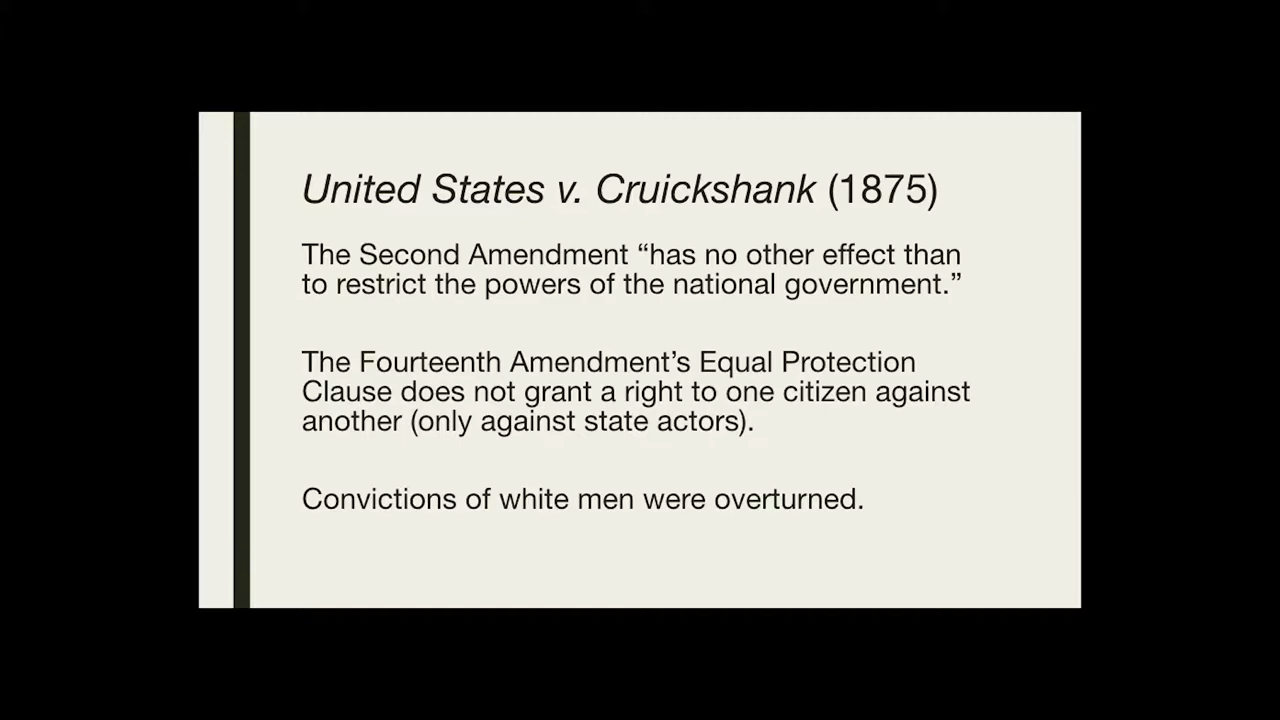 United States v. Cruickshank (1875)
The Second Amendment “has no other effect than
to restrict the powers of the national government.”
The Fourteenth Amendment’s Equal Protection
Clause does not grant a right to one citizen against
another (only against state actors).
Convictions of white men were overturned.